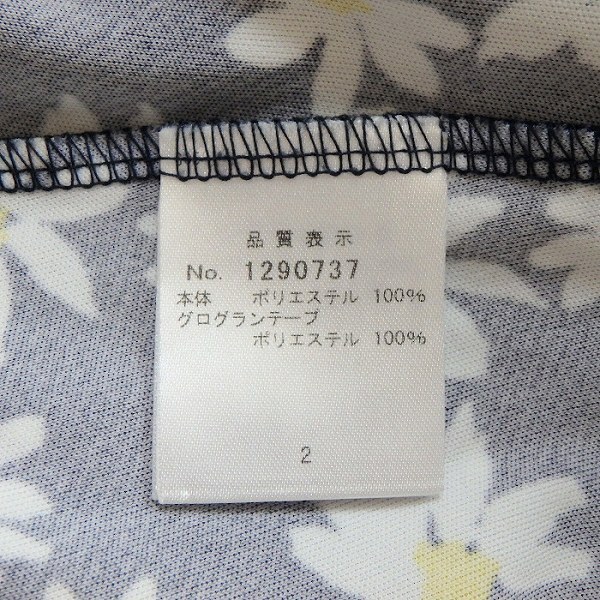 品質表示
No. 1290737
本体 ポリエステル 100%
グログランテープ
ポリエステル 100%
2